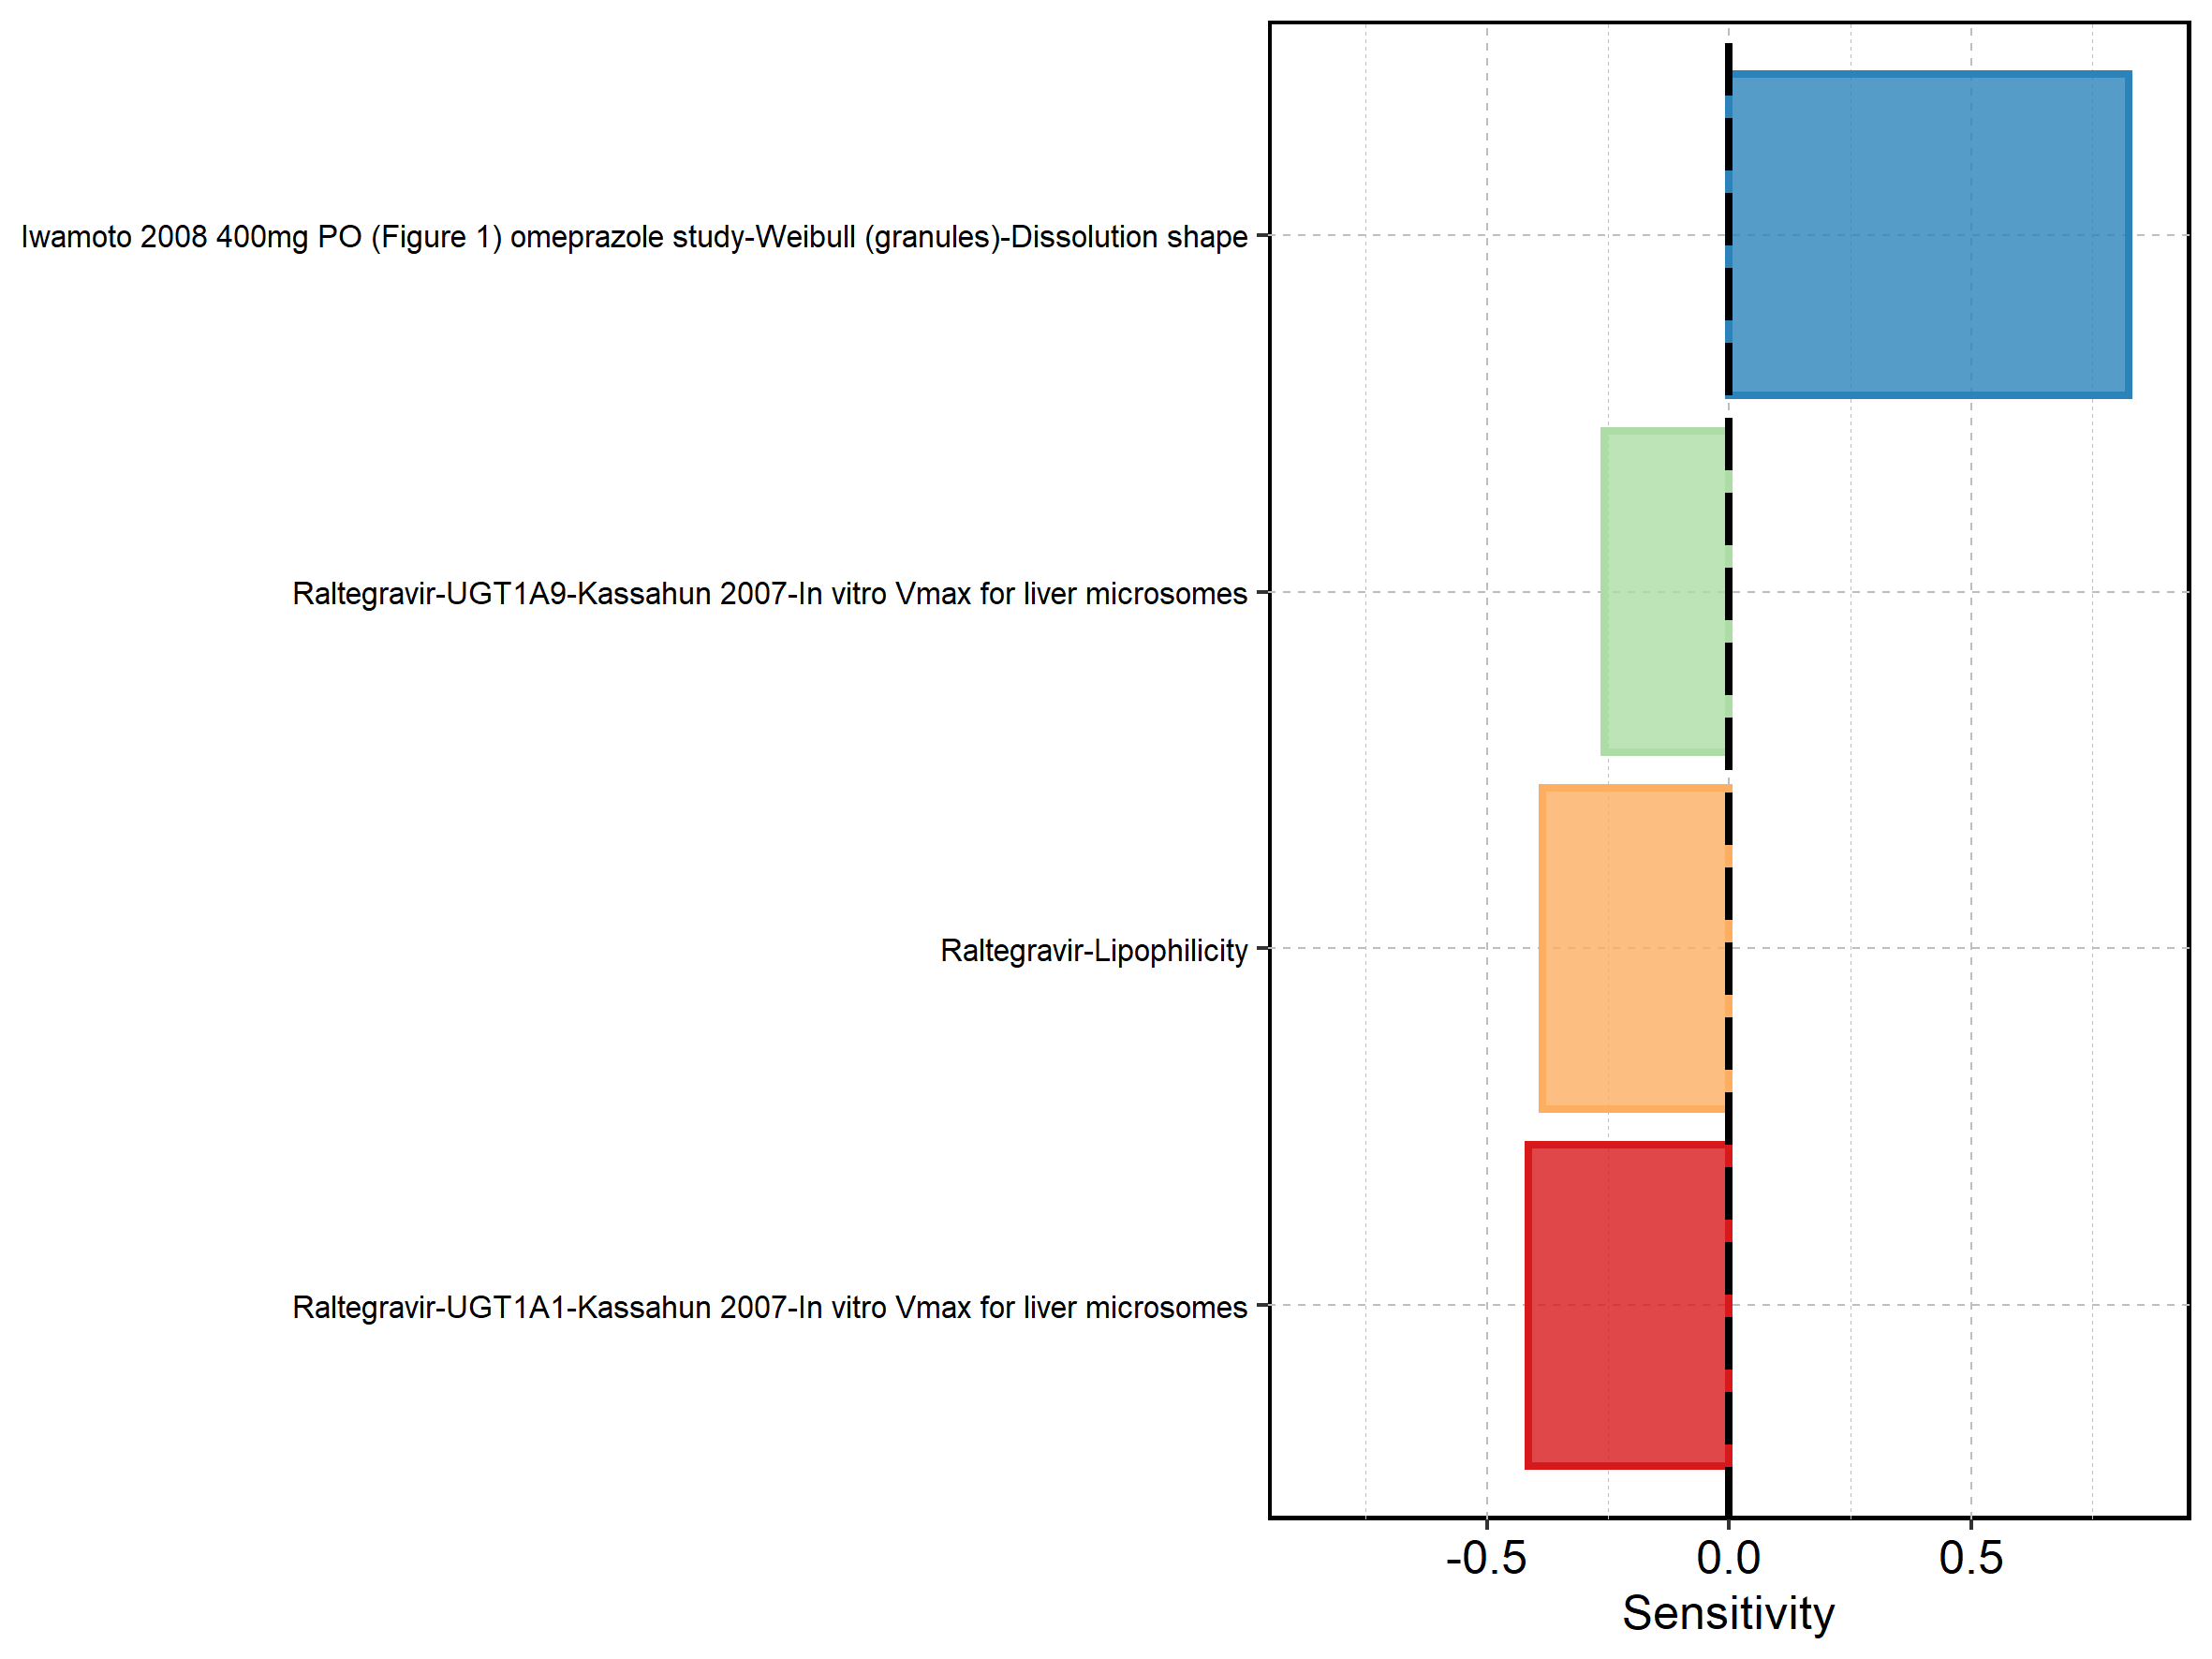 Iwamoto 2008 400mg PO (Figure 1) omeprazole study-Weibull (granules)-Dissolution shape
Raltegravir-UGT1A9-Kassahun 2007-In vitro Vmax for liver microsomes
Raltegravir-Lipophilicity
Raltegravir-UGT1A1-Kassahun 2007-In vitro Vmax for liver microsomes
-0.5 0.0 0.5
Sensitivity